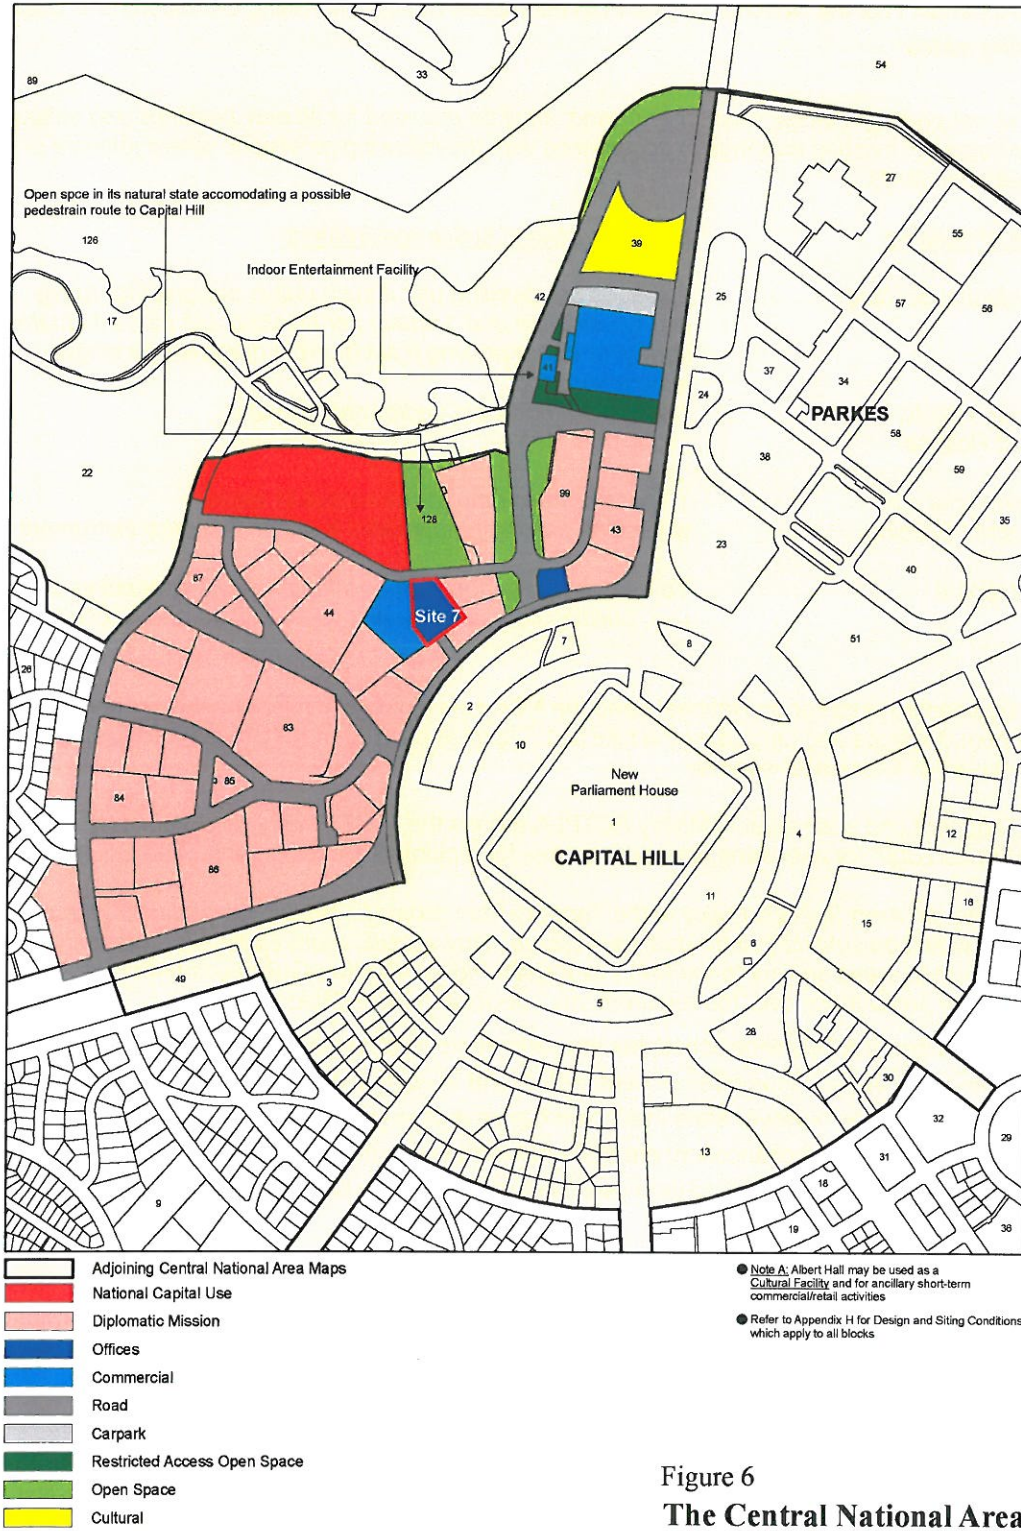 54
33
89
27
Open spce in its natural state accomodating a possible
pedestrain route to Capital Hill
55
126
39
Indoor Entertainment Facility
42
25
57
56
17
41
37
34
24
PARKES
58
38
59
22
99
128
43
35
23
40
87
44
Site 7
7
8
51
26
2
83
10
New
Parliament House
85
84
1
4
12
CAPITAL HILL
86
11
16
15
6
49
3
5
28
30
32
29
13
31
18
9
19
36
Adjoining Central National Area Maps
National Capital Use
Diplomatic Mission
Offices
Commercial
Road
Carpark
Restricted Access Open Space
Open Space
Cultural
Note A: Albert Hall may be used as a
Cultural Facility and for ancillary short-term
commercial/retail activities
Refer to Appendix H for Design and Siting Conditions
which apply to all blocks
Figure 6
The Central National Area